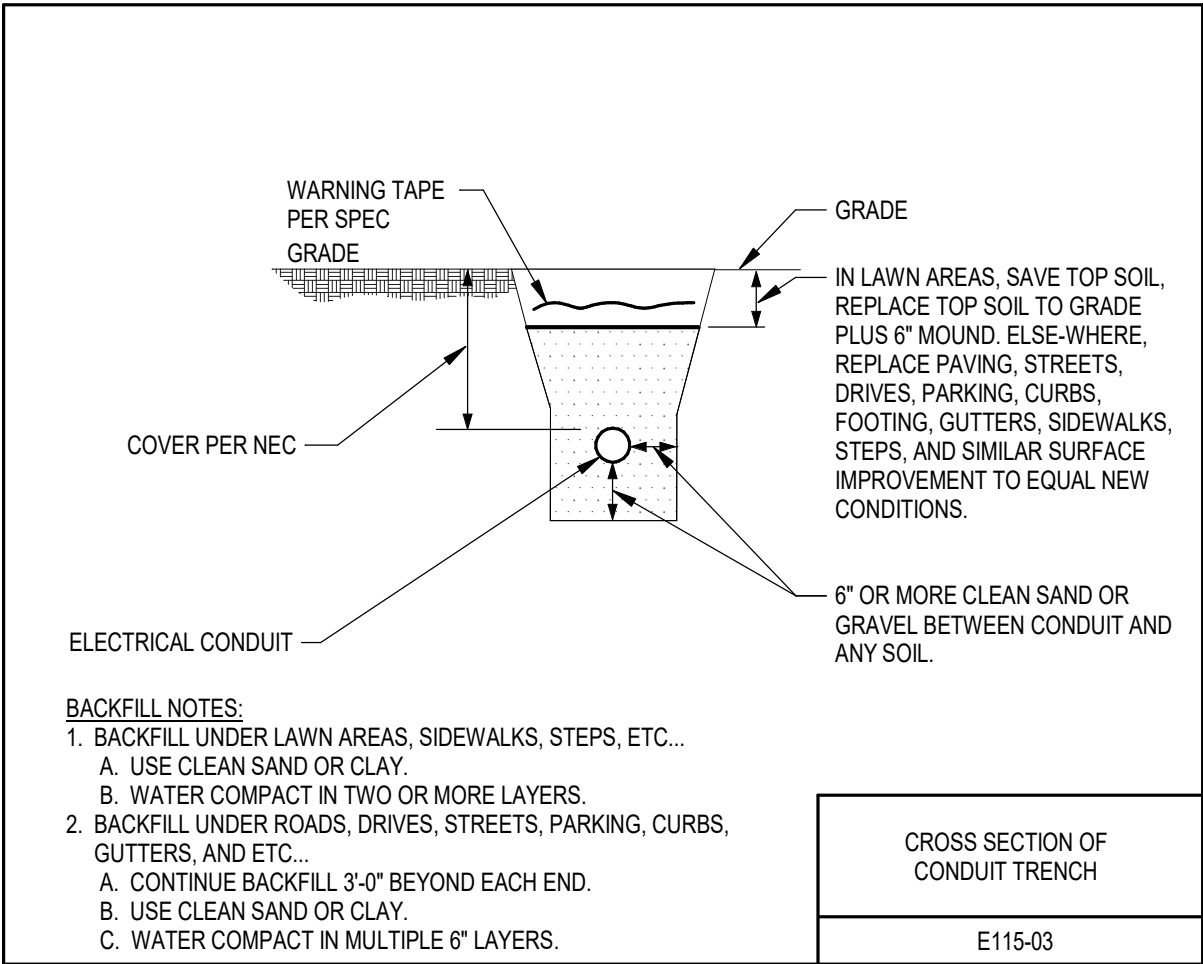 WARNING TAPE
PER SPEC
GRADE
GRADE
IN LAWN AREAS, SAVE TOP SOIL,
REPLACE TOP SOIL TO GRADE
PLUS 6" MOUND. ELSE-WHERE,
REPLACE PAVING, STREETS,
DRIVES, PARKING, CURBS,
FOOTING, GUTTERS, SIDEWALKS,
STEPS, AND SIMILAR SURFACE
IMPROVEMENT TO EQUAL NEW
CONDITIONS.
COVER PER NEC
6" OR MORE CLEAN SAND OR
GRAVEL BETWEEN CONDUIT AND
ANY SOIL.
ELECTRICAL CONDUIT
BACKFILL NOTES:
1. BACKFILL UNDER LAWN AREAS, SIDEWALKS, STEPS, ETC...
A. USE CLEAN SAND OR CLAY.
B. WATER COMPACT IN TWO OR MORE LAYERS.
2. BACKFILL UNDER ROADS, DRIVES, STREETS, PARKING, CURBS,
GUTTERS, AND ETC...
A. CONTINUE BACKFILL 3'-0" BEYOND EACH END.
B. USE CLEAN SAND OR CLAY.
C. WATER COMPACT IN MULTIPLE 6" LAYERS.
CROSS SECTION OF
CONDUIT TRENCH
E115-03